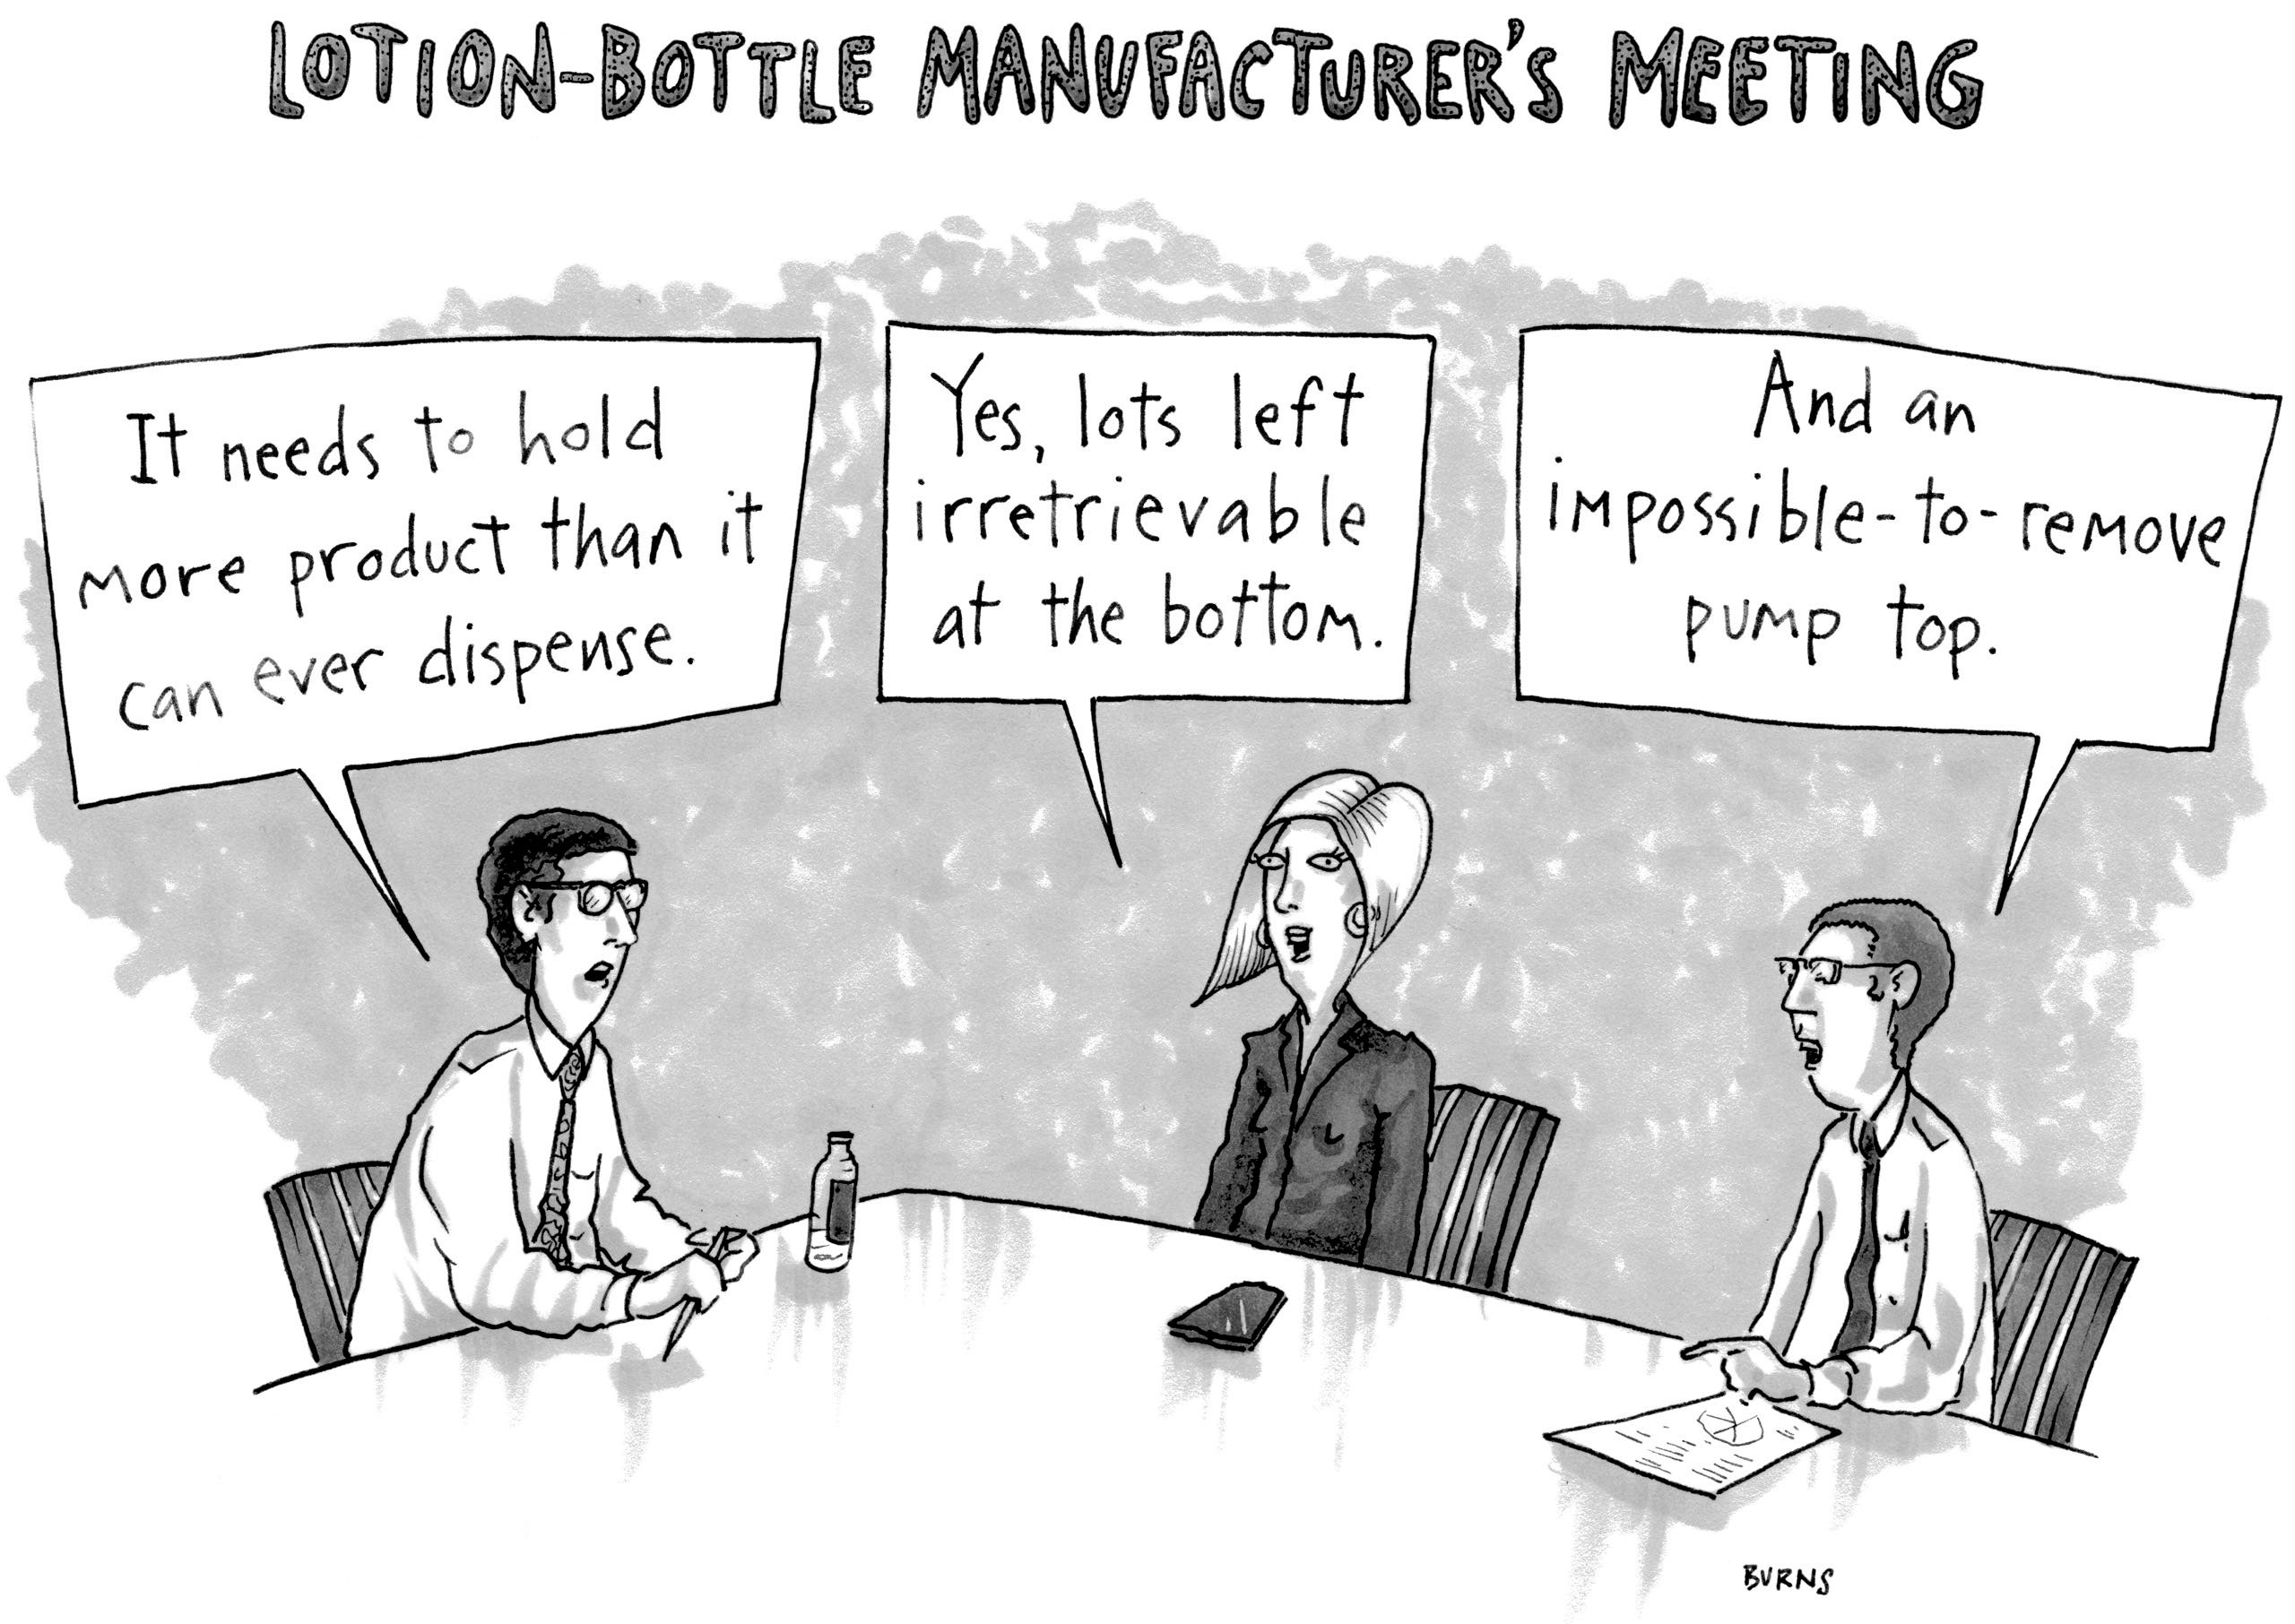 LOTION-BOTTLE MANUFACTURER'S MEETING
It needs to hold
more product than it
can ever dispense.
Yes, lots left
irretrievable
at the bottom.
And an
impossible-to-remove
pump top.
BURNS